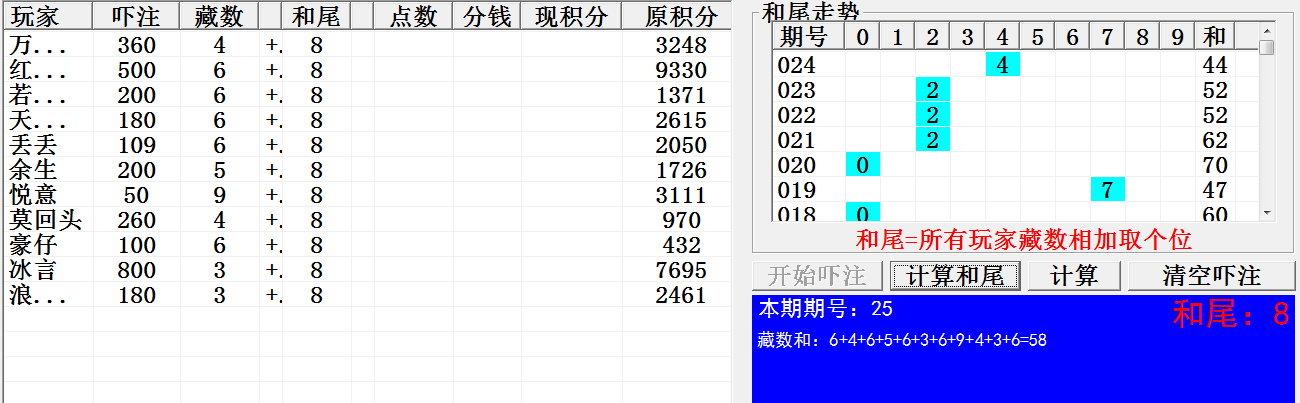 玩家 吓注 藏数 和尾 点数 分钱 现积分 原积分
万... 360 4 +. 8 3248
红... 500 6 +. 8 9330
若... 200 6 +. 8 1371
天... 180 6 +. 8 2615
丢丢 109 6 +. 8 2050
余生 200 5 +. 8 1726
悦意 50 9 +. 8 3111
莫回头 260 4 +. 8 970
豪仔 100 6 +. 8 432
冰言 800 3 +. 8 7695
浪... 180 3 +. 8 2461
和尾走势
期号 0 1 2 3 4 5 6 7 8 9 和
024 4 44
023 2 52
022 2 52
021 2 62
020 0 70
019 7 47
018 0 60
和尾=所有玩家藏数相加取个位
开始吓注 计算和尾 计算 清空吓注
本期期号：25 和尾：8
藏数和：6+4+6+5+6+3+6+9+4+3+6=58